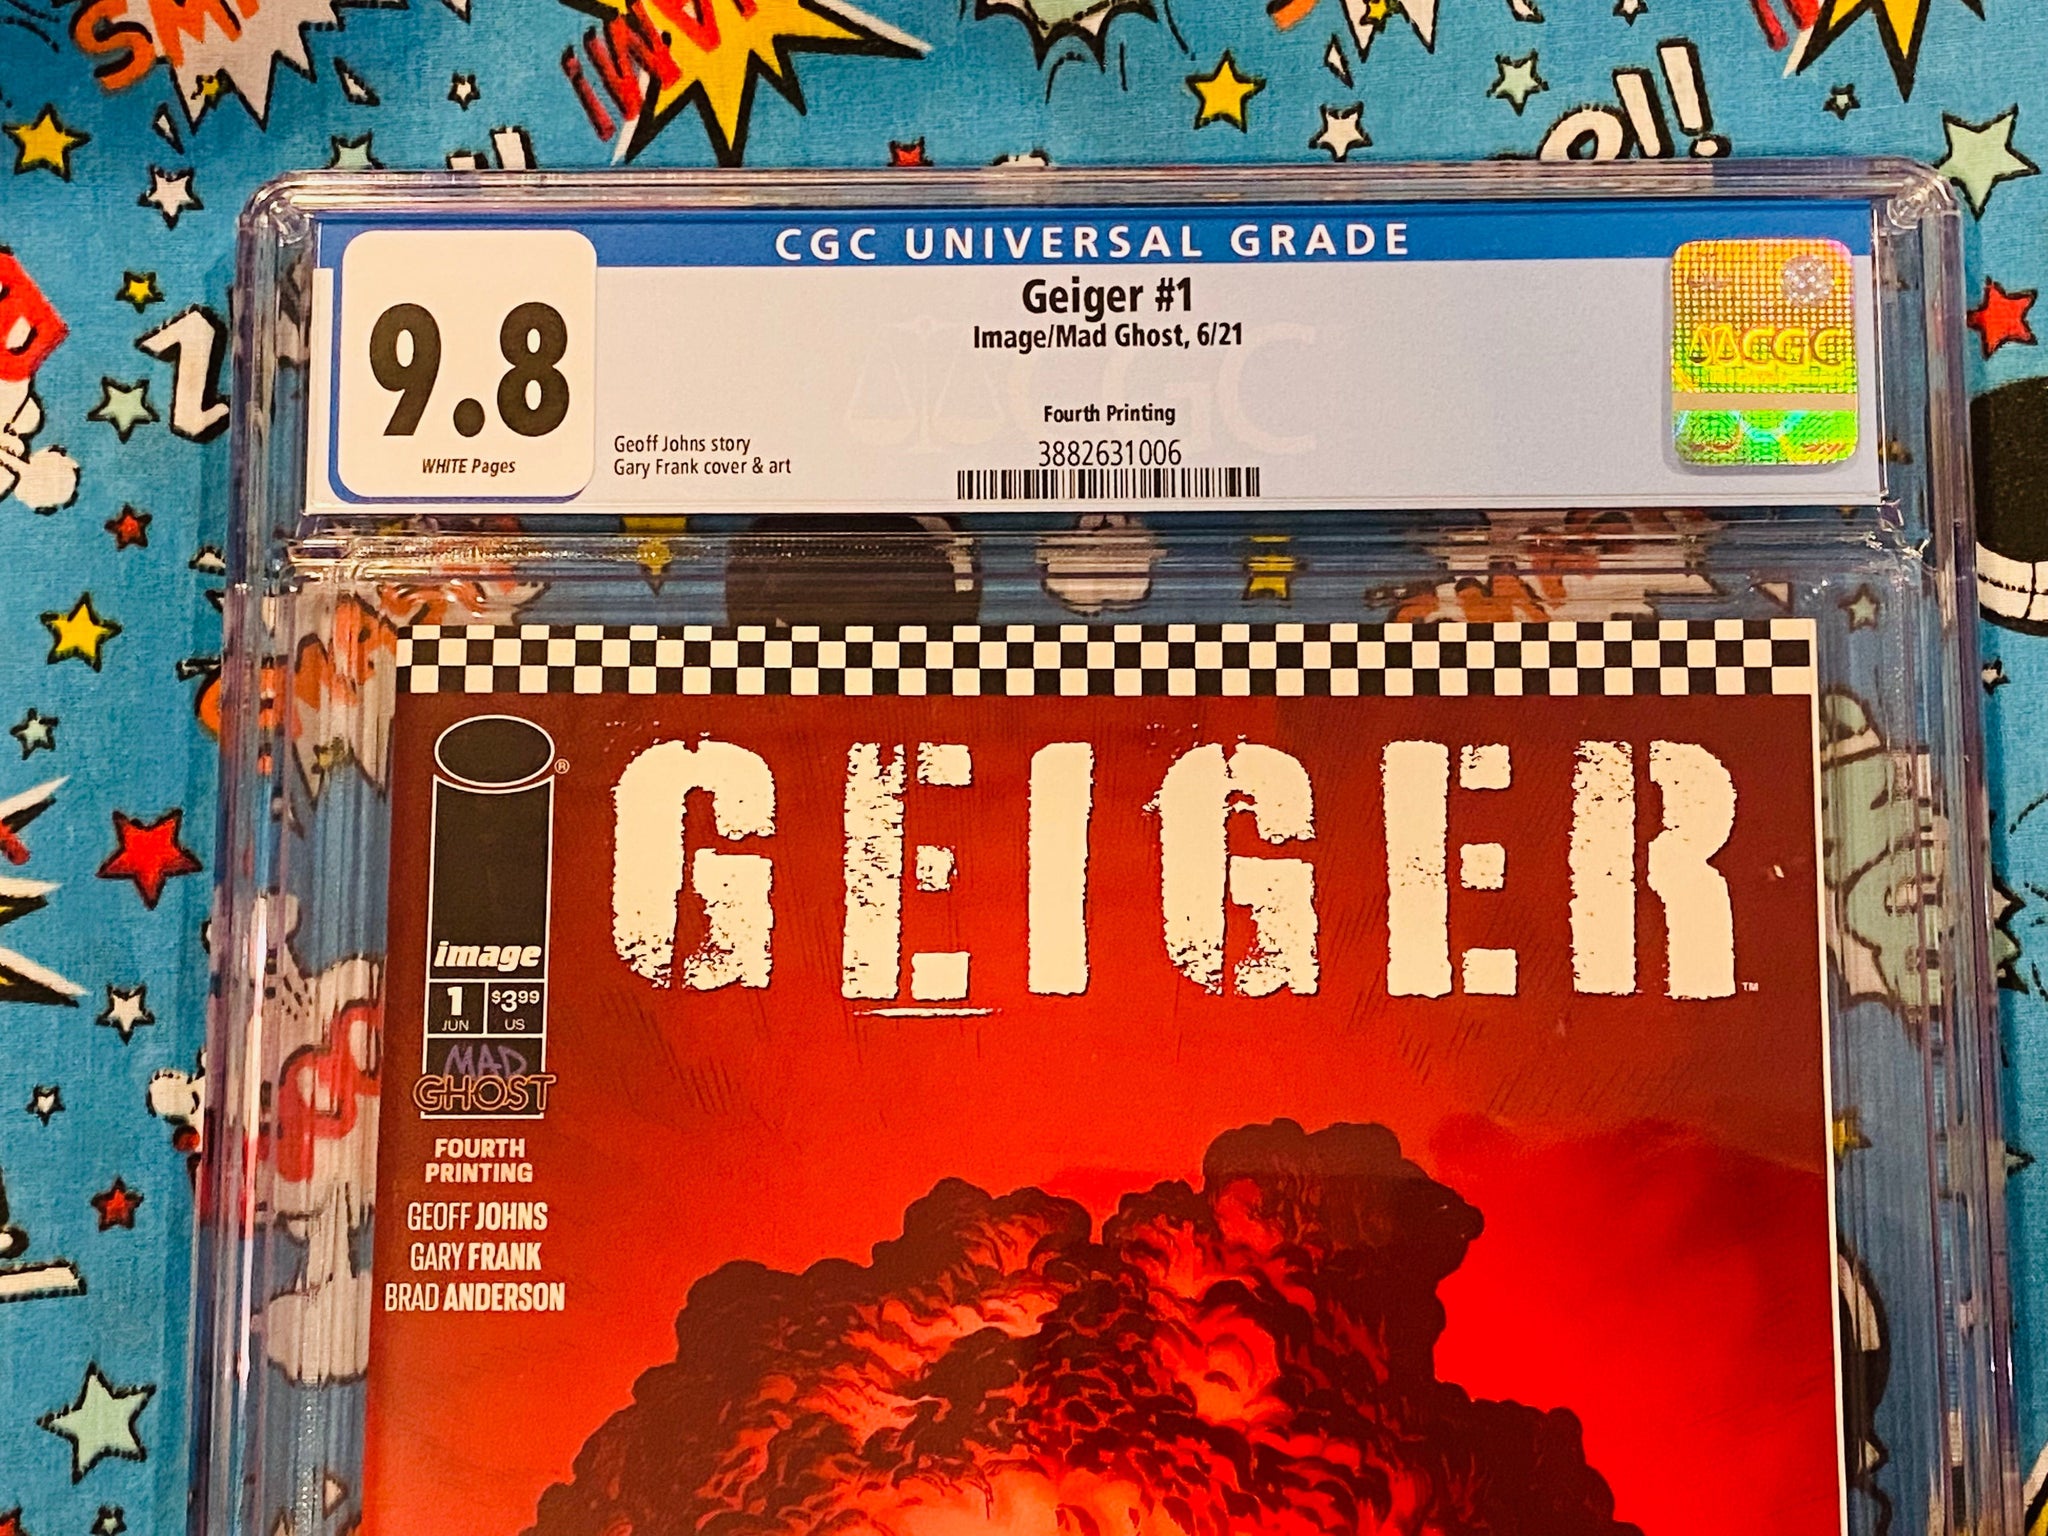 CGC UNIVERSAL GRADE
9.8
WHITE Pages
Geiger #1
Image/Mad Ghost, 6/21
Fourth Printing
3882631006
Geoff Johns story
Gary Frank cover & art
CGC
GEIGER™
®
image
1
JUN
$3.99
US
MAD
GHOST
FOURTH
PRINTING
GEOFF JOHNS
GARY FRANK
BRAD ANDERSON